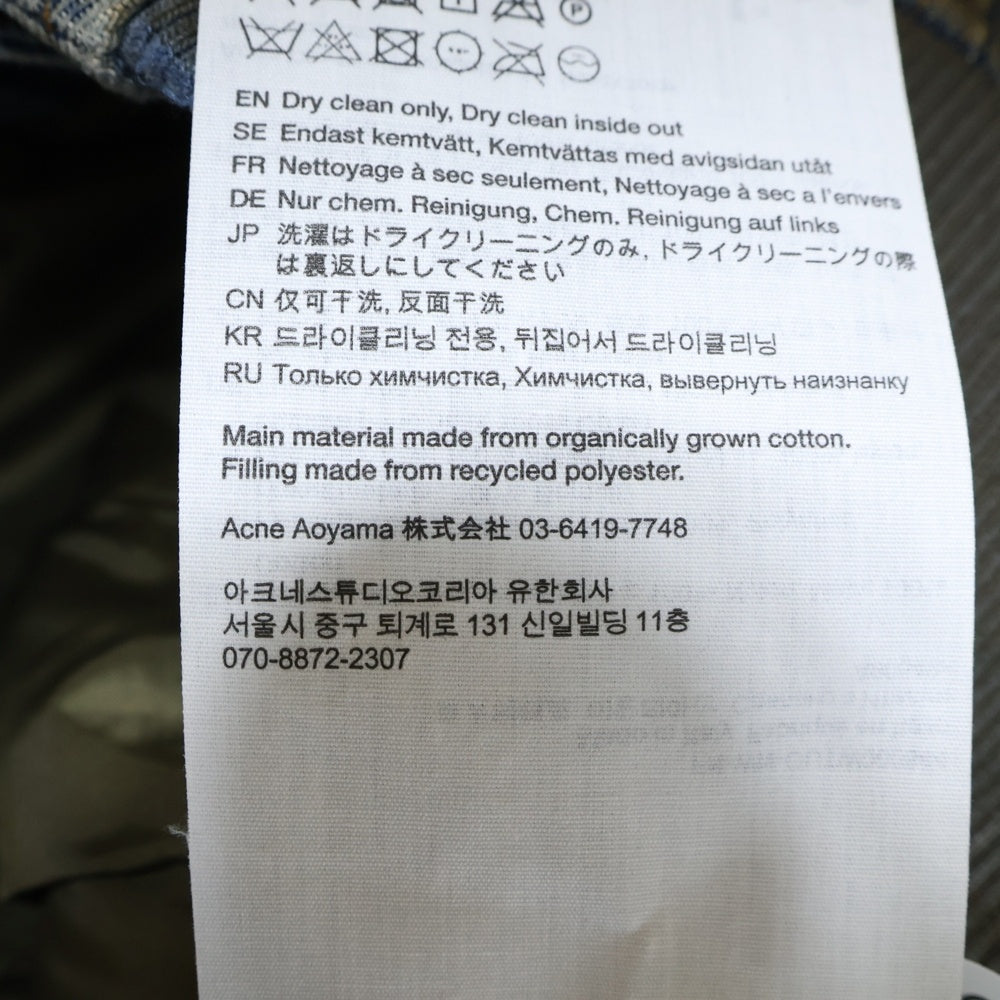 EN Dry clean only, Dry clean inside out
SE Endast kemtvätt, Kemtvättas med avigsidan utåt
FR Nettoyage à sec seulement, Nettoyage à sec a l'envers
DE Nur chem. Reinigung, Chem. Reinigung auf links
JP 洗濯はドライクリーニングのみ, ドライクリーニングの際
は裏返しにしてください
CN 仅可干洗, 反面干洗
KR 드라이클리닝 전용, 뒤집어서 드라이클리닝
RU Только химчистка, Химчистка, вывернуть наизнанку
Main material made from organically grown cotton.
Filling made from recycled polyester.
Acne Aoyama 株式会社 03-6419-7748
아크네스튜디오코리아 유한회사
서울시 중구 퇴계로 131 신일빌딩 11층
070-8872-2307